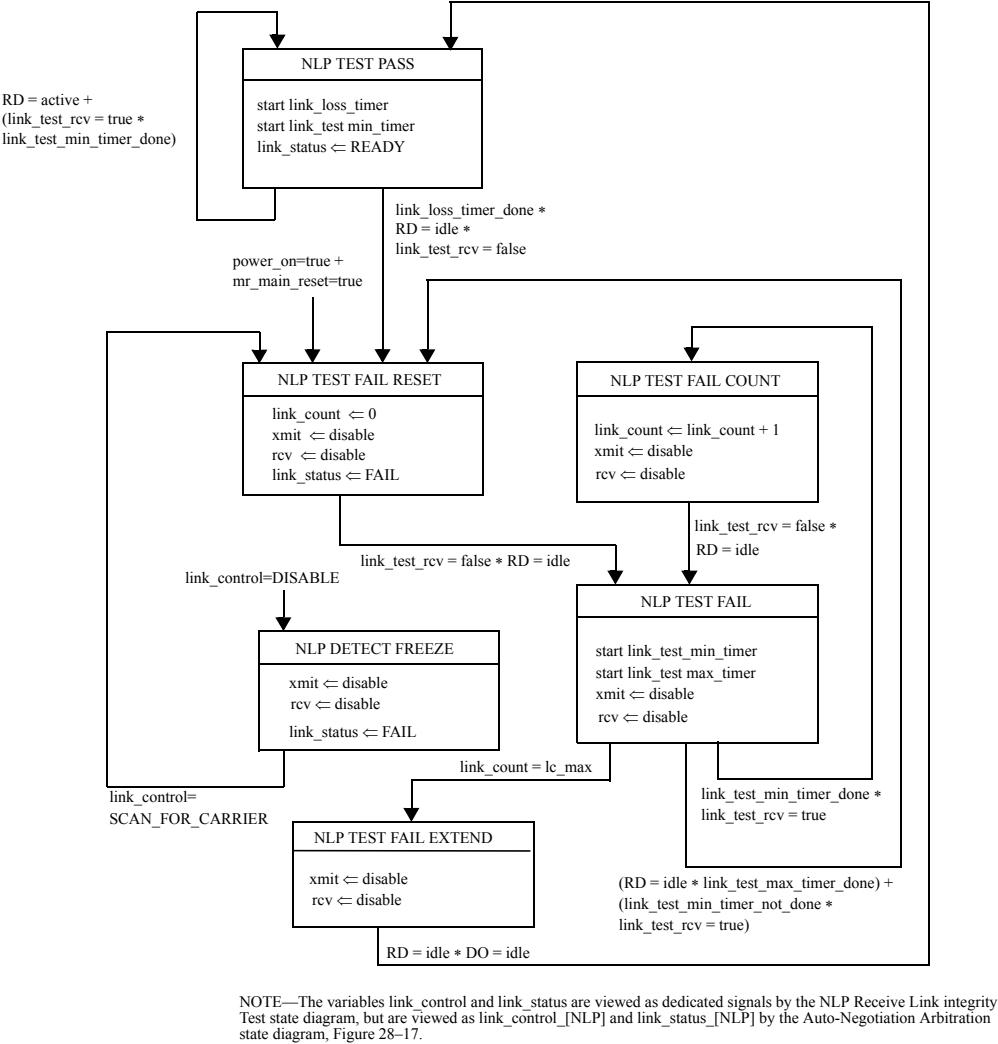 NLP TEST PASS
start link_loss_timer
start link_test min_timer
link_status ⇐ READY
RD = active +
(link_test_rcv = true *
link_test_min_timer_done)
link_loss_timer_done *
RD = idle *
link_test_rcv = false
power_on=true +
mr_main_reset=true
NLP TEST FAIL RESET
link_count ⇐ 0
xmit ⇐ disable
rcv ⇐ disable
link_status ⇐ FAIL
NLP TEST FAIL COUNT
link_count ⇐ link_count + 1
xmit ⇐ disable
rcv ⇐ disable
link_test_rcv = false *
RD = idle
link_test_rcv = false * RD = idle
link_control=DISABLE
NLP TEST FAIL
start link_test_min_timer
start link_test max_timer
xmit ⇐ disable
rcv ⇐ disable
NLP DETECT FREEZE
xmit ⇐ disable
rcv ⇐ disable
link_status ⇐ FAIL
link_count = lc_max
link_control=
SCAN_FOR_CARRIER
link_test_min_timer_done *
link_test_rcv = true
NLP TEST FAIL EXTEND
xmit ⇐ disable
rcv ⇐ disable
(RD = idle * link_test_max_timer_done) +
(link_test_min_timer_not_done *
link_test_rcv = true)
RD = idle * DO = idle
NOTE—The variables link_control and link_status are viewed as dedicated signals by the NLP Receive Link integrity
Test state diagram, but are viewed as link_control_[NLP] and link_status_[NLP] by the Auto-Negotiation Arbitration
state diagram, Figure 28–17.